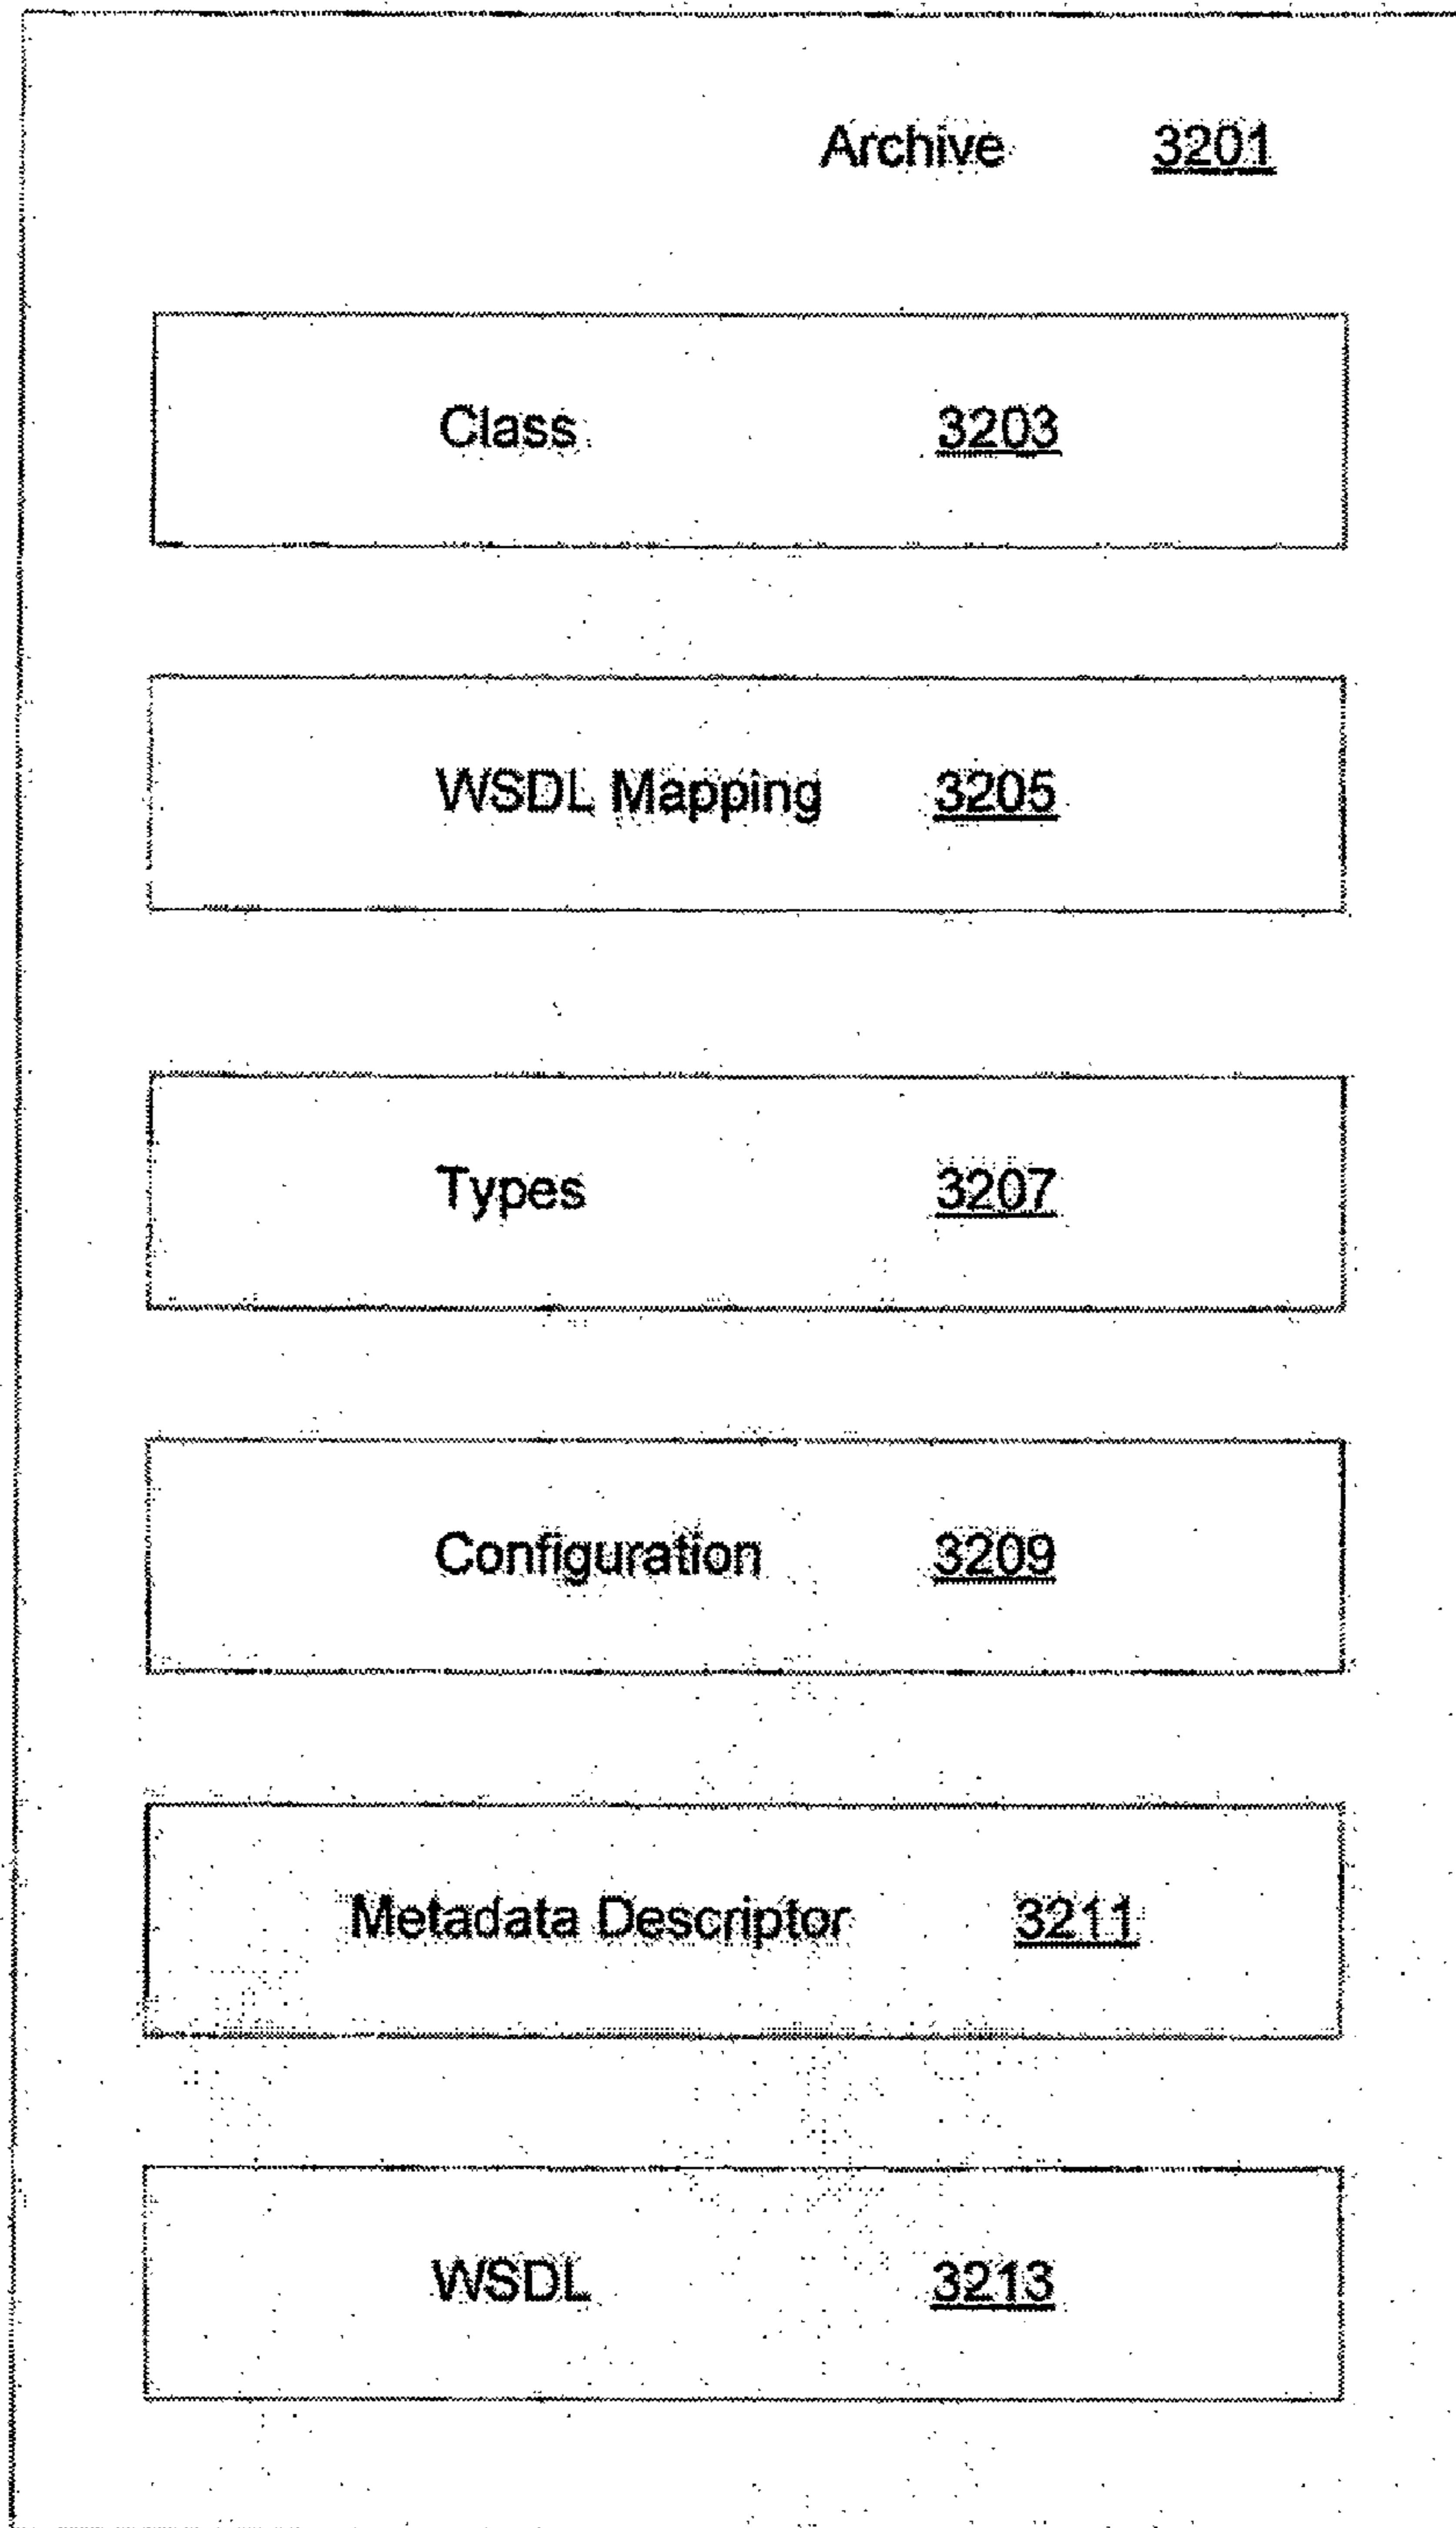 Archive 3201
Class 3203
WSDL Mapping 3205
Types 3207
Configuration 3209
Metadata Descriptor 3211
WSDL 3213